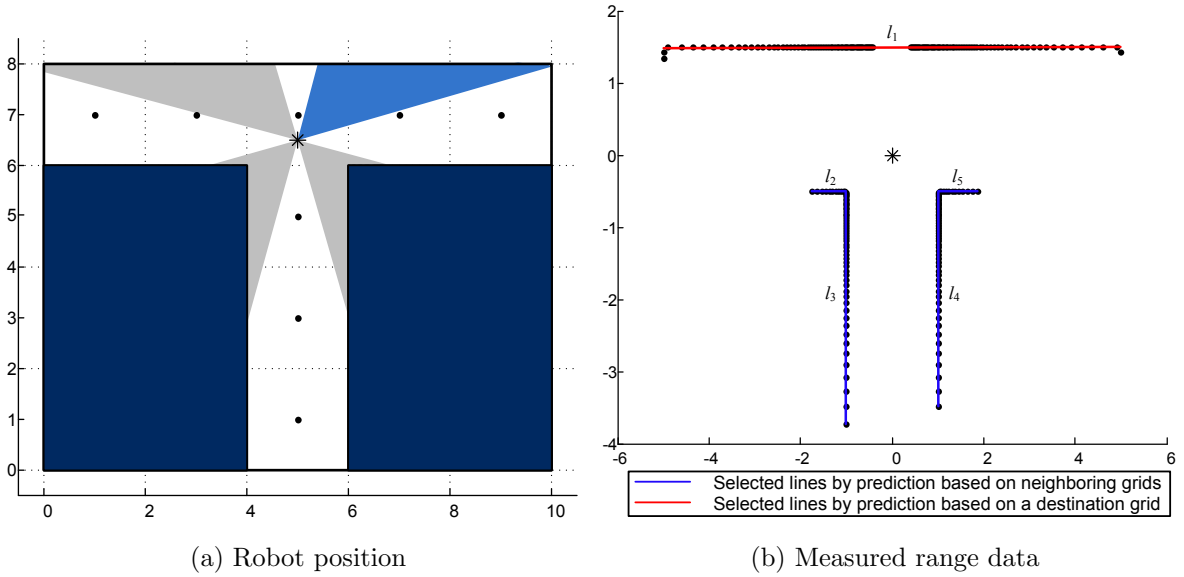 8
7
6
5
4
3
2
1
0
0 2 4 6 8 10
(a) Robot position
2
1
0
-1
-2
-3
-4
-6 -4 -2 0 2 4 6
l1
l2 l5
l3 l4
Selected lines by prediction based on neighboring grids
Selected lines by prediction based on a destination grid
(b) Measured range data